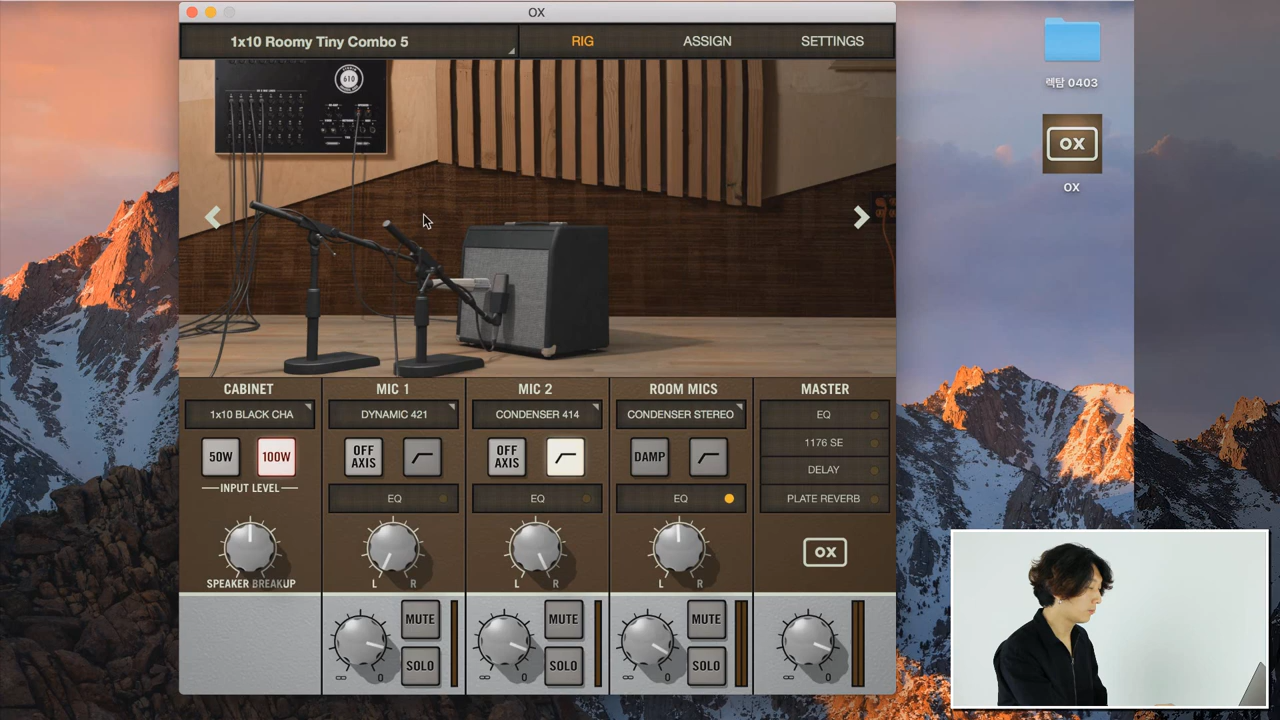 OX
1x10 Roomy Tiny Combo 5
RIG
ASSIGN
SETTINGS
610
렉탐 0403
OX
OX
CABINET
MIC 1
MIC 2
ROOM MICS
MASTER
1x10 BLACK CHA
DYNAMIC 421
CONDENSER 414
CONDENSER STEREO
EQ
50W
100W
OFF AXIS
OFF AXIS
DAMP
1176 SE
DELAY
INPUT LEVEL
EQ
EQ
EQ
PLATE REVERB
OX
SPEAKER BREAKUP
L R
L R
L R
MUTE
MUTE
MUTE
SOLO
SOLO
SOLO
∞ 0
∞ 0
∞ 0
∞ 0